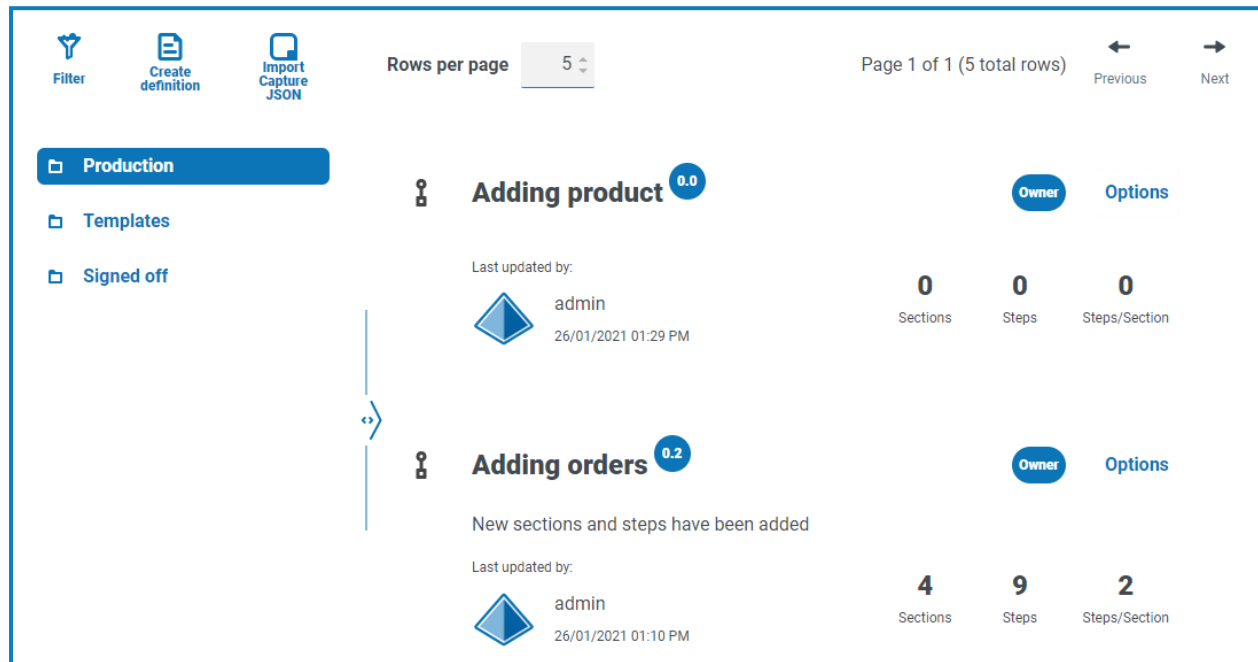 Filter
Create
definition
Import
Capture
JSON
Rows per page 5
Page 1 of 1 (5 total rows)
Previous
Next
Production
Templates
Signed off
Adding product 0.0
Owner
Options
Last updated by:
admin
26/01/2021 01:29 PM
0 0 0
Sections Steps Steps/Section
Adding orders 0.2
Owner
Options
New sections and steps have been added
Last updated by:
admin
26/01/2021 01:10 PM
4 9 2
Sections Steps Steps/Section